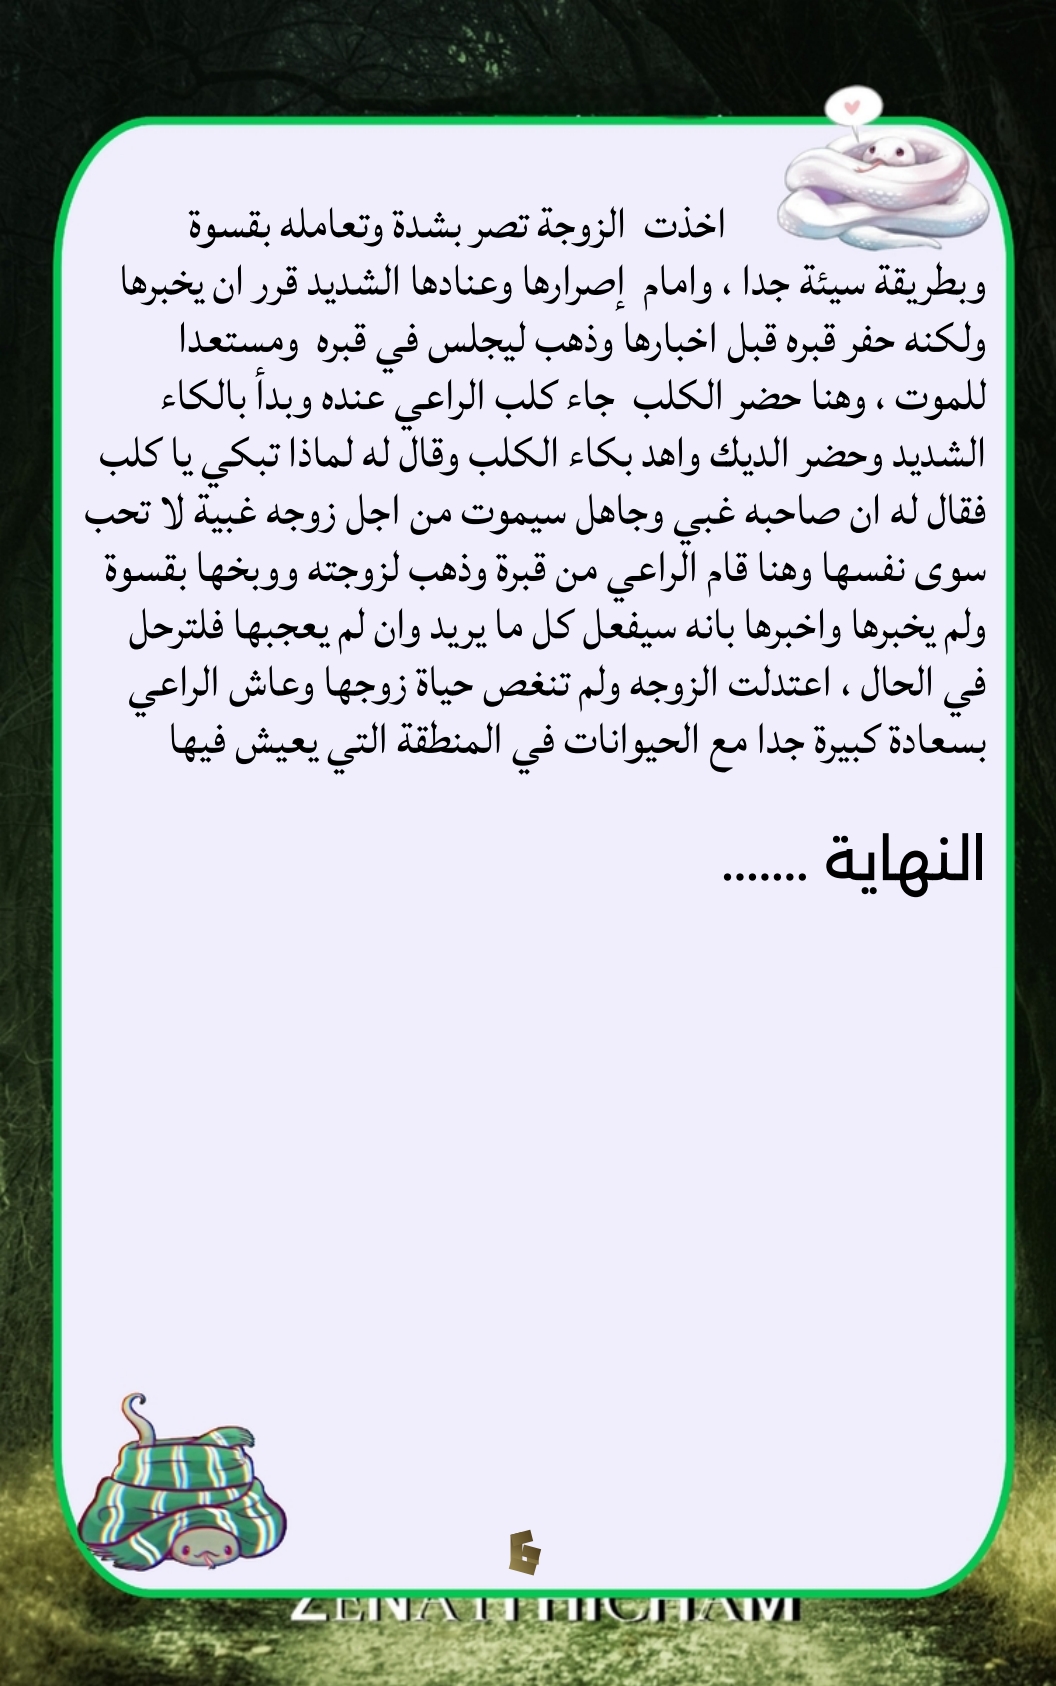 اخذت الزوجة تصر بشدة وتعامله بقسوة
وبطريقة سيئة جدا ، وامام إصرارها وعنادها الشديد قرر ان يخبرها
ولكنه حفر قبره قبل اخبارها وذهب ليجلس في قبره ومستعدا
للموت ، وهنا حضر الكلب جاء كلب الراعي عنده وبدأ بالكاء
الشديد وحضر الديك واهد بكاء الكلب وقال له لماذا تبكي يا كلب
فقال له ان صاحبه غبي وجاهل سيموت من اجل زوجه غبية لا تحب
سوى نفسها وهنا قام الراعي من قبرة وذهب لزوجته ووبخها بقسوة
ولم يخبرها واخبرها بانه سيفعل كل ما يريد وان لم يعجبها فلترحل
في الحال ، اعتدلت الزوجه ولم تنغص حياة زوجها وعاش الراعي
بسعادة كبيرة جدا مع الحيوانات في المنطقة التي يعيش فيها
النهاية .......
6
ZENATI HICHAM